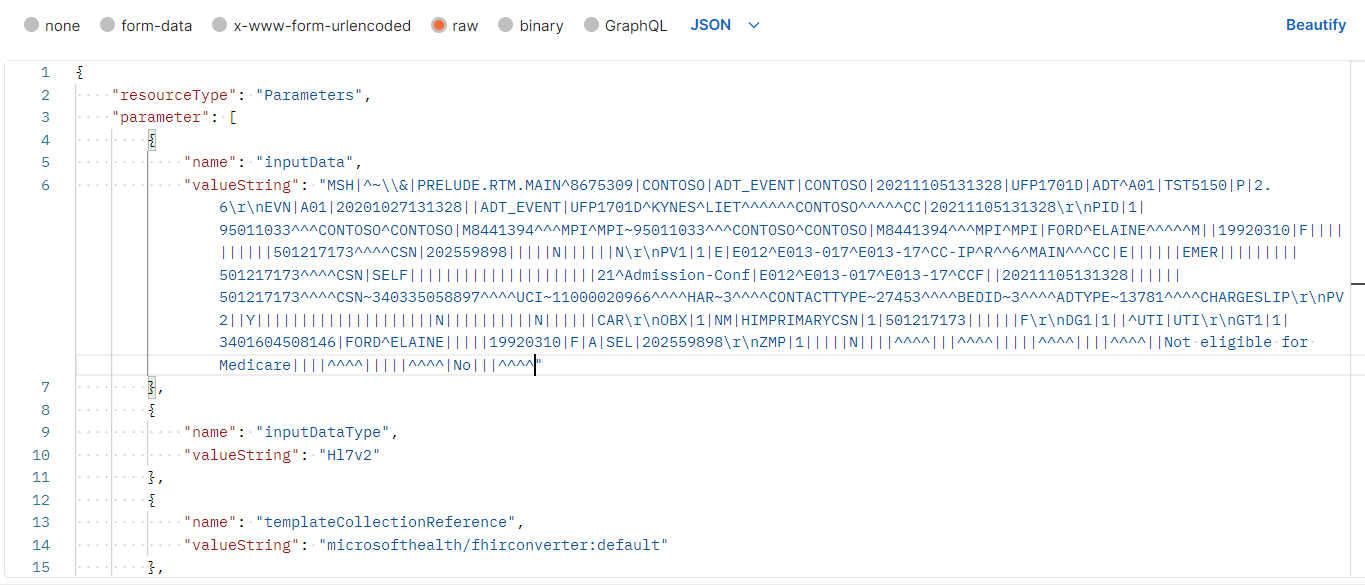 none form-data x-www-form-urlencoded raw binary GraphQL JSON Beautify
1 {
2 "resourceType": "Parameters",
3 "parameter": [
4 {
5 "name": "inputData",
6 "valueString": "MSH|^~\\&|PRELUDE.RTM.MAIN^8675309|CONTOSO|ADT_EVENT|CONTOSO|20211105131328|UFP1701D|ADT^A01|TST5150|P|2.
6\r\nEVN|A01|20201027131328||ADT_EVENT|UFP1701D^KYNES^LIET^^^^^^CONTOSO^^^^^CC|20211105131328\r\nPID|1|
95011033^^^CONTOSO^CONTOSO|M8441394^^^MPI^MPI~95011033^^^CONTOSO^CONTOSO|M8441394^^^MPI^MPI|FORD^ELAINE^^^^^M||19920310|F||||
||||||501217173^^^^CSN|202559898|||||N||||||N\r\nPV1|1|E|E012^E013-017^E013-17^CC-IP^R^^6^MAIN^^^CC|E||||||EMER|||||||||
501217173^^^^CSN|SELF|||||||||||||||||||||21^Admission-Conf|E012^E013-017^E013-17^CCF||20211105131328||||||
501217173^^^^CSN~340335058897^^^^UCI~11000020966^^^^HAR~3^^^^CONTACTTYPE~27453^^^^BEDID~3^^^^ADTYPE~13781^^^^CHARGESLIP\r\nPV
2||Y||||||||||||||||||||N||||||||||N||||||CAR\r\nOBX|1|NM|HIMPRIMARYCSN|1|501217173||||||F\r\nDG1|1||^UTI|UTI\r\nGT1|1|
3401604508146|FORD^ELAINE|||||19920310|F|A|SEL|202559898\r\nZMP|1|||||N||||^^^^|||^^^^|||||^^^^||||^^^^||Not eligible for
Medicare||||^^^^|||||^^^^|No|||^^^^"
7 },
8 {
9 "name": "inputDataType",
10 "valueString": "Hl7v2"
11 },
12 {
13 "name": "templateCollectionReference",
14 "valueString": "microsofthealth/fhirconverter:default"
15 },